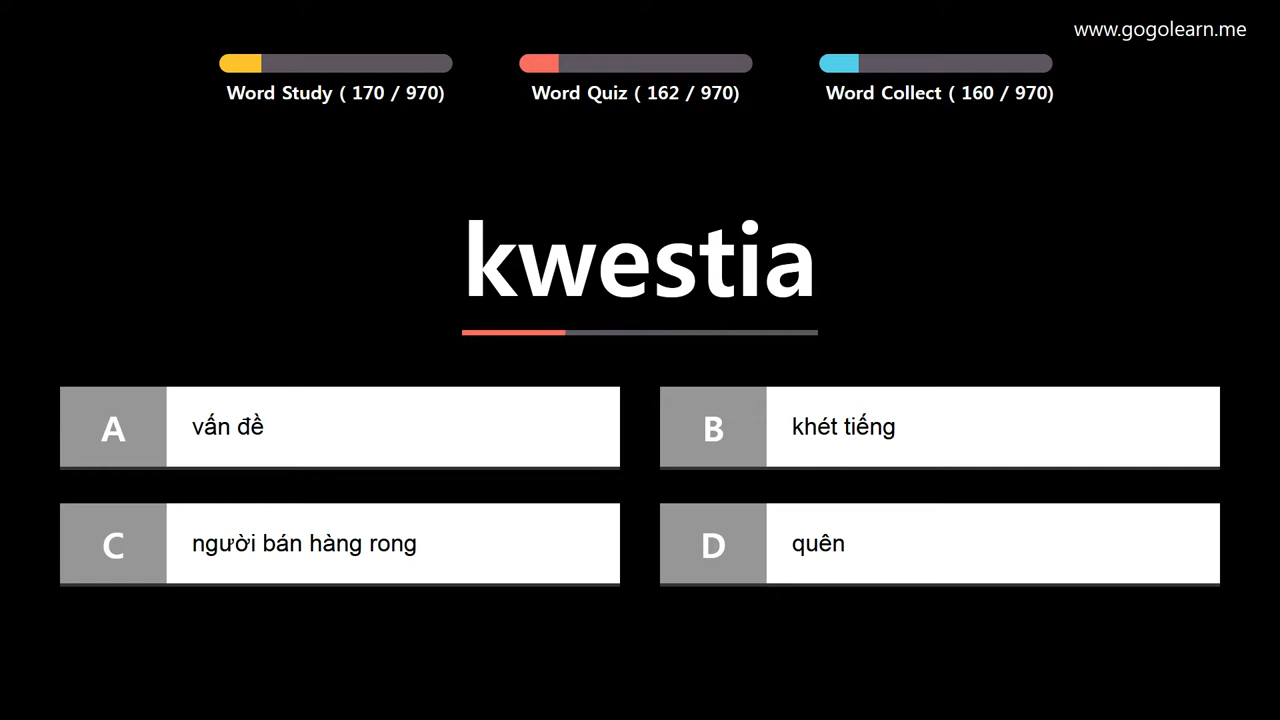 www.gogolearn.me
Word Study ( 170 / 970)
Word Quiz ( 162 / 970)
Word Collect ( 160 / 970)
kwestia
A
vấn đề
B
khét tiếng
C
người bán hàng rong
D
quên